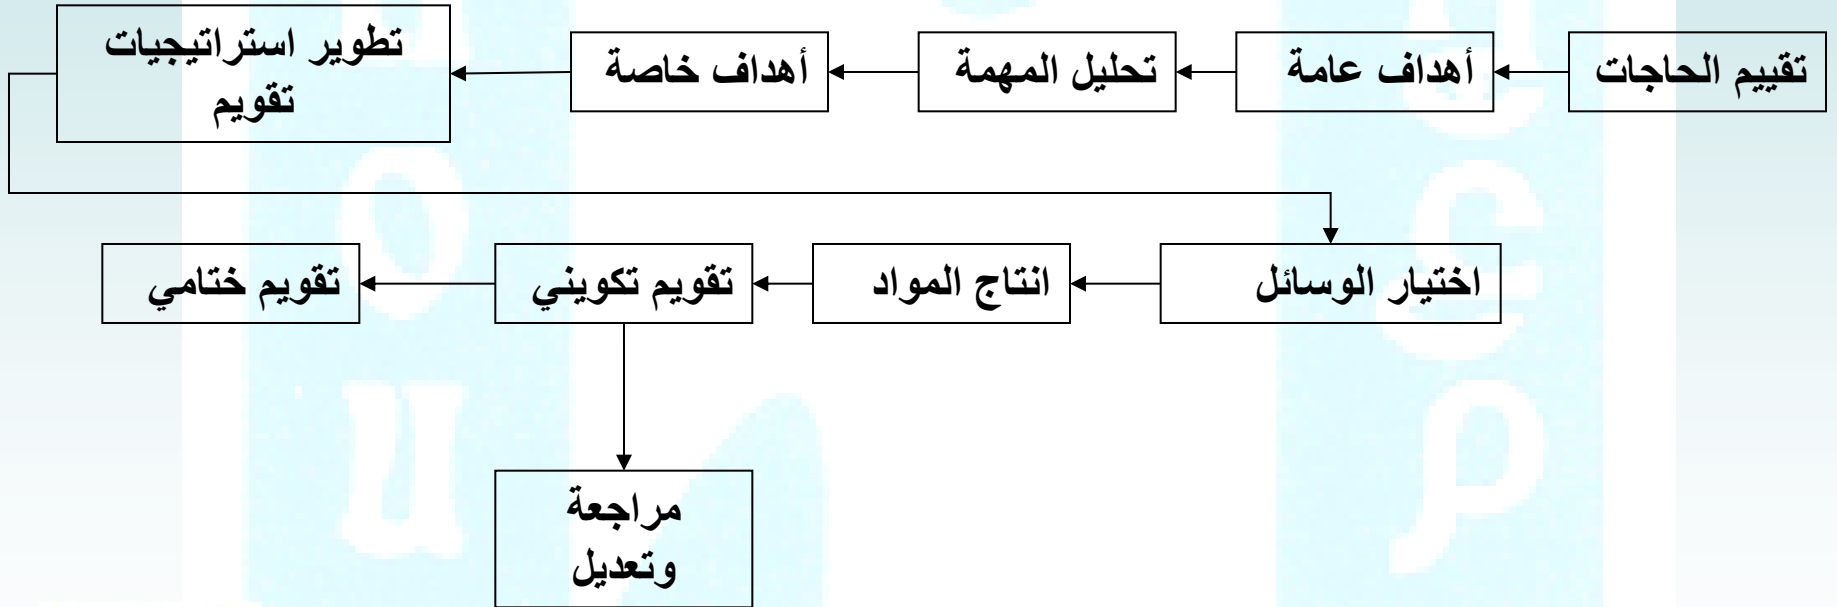 تقييم الحاجات
أهداف عامة
تحليل المهمة
أهداف خاصة
تطوير استراتيجيات
تقويم
اختيار الوسائل
انتاج المواد
تقويم تكويني
تقويم ختامي
مراجعة
وتعديل